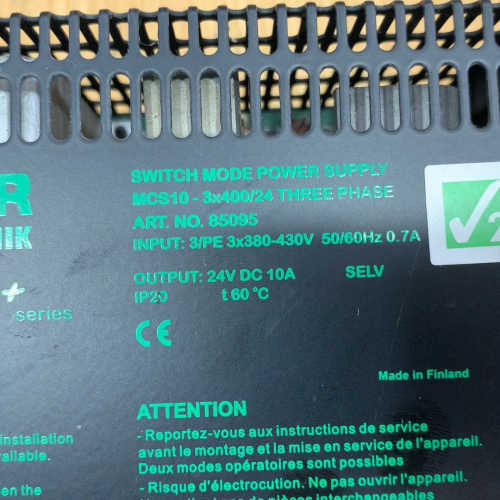 SWITCH MODE POWER SUPPLY
MCS10 - 3x400/24 THREE PHASE
ART. NO. 85095
INPUT: 3/PE 3x380-430V 50/60Hz 0.7A
OUTPUT: 24V DC 10A SELV
IP20 t 60 °C
CE
R
NIK
+
series
Made in Finland
ATTENTION
- Reportez-vous aux instructions de service
avant le montage et la mise en service de l'appareil.
Deux modes opératoires sont possibles
- Risque d'électrocution. Ne pas ouvrir l'appareil.
installation
vailable.
en the